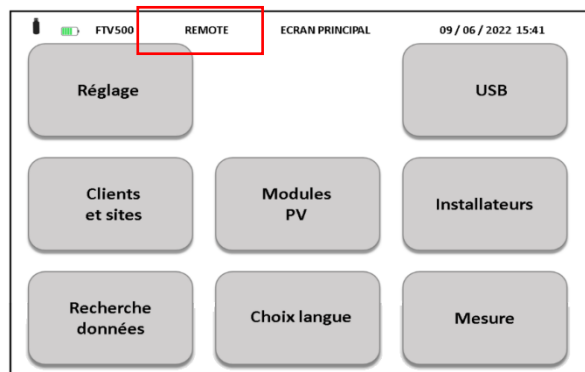 FTV500 REMOTE ECRAN PRINCIPAL 09 / 06 / 2022 15:41
Réglage
USB
Clients
et sites
Modules
PV
Installateurs
Recherche
données
Choix langue
Mesure